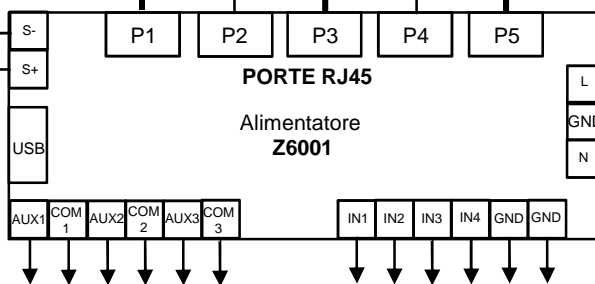 S-
P1 P2 P3 P4 P5
S+
PORTE RJ45
L
Alimentatore
GND
Z6001
USB
N
AUX1 COM 1 AUX2 COM 2 AUX3 COM 3 IN1 IN2 IN3 IN4 GND GND